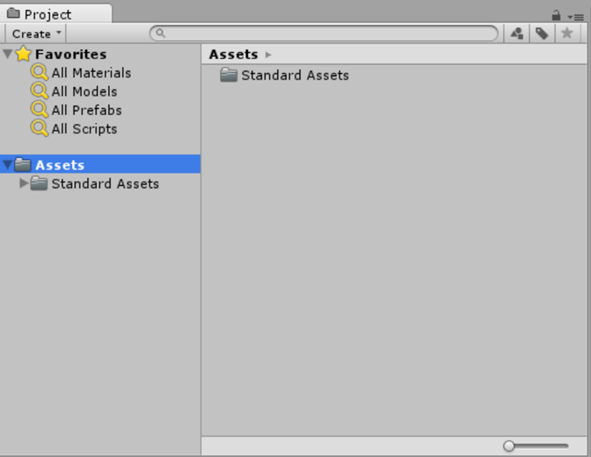 Project
Create
Favorites
All Materials
All Models
All Prefabs
All Scripts
Assets
Standard Assets
Assets
Standard Assets